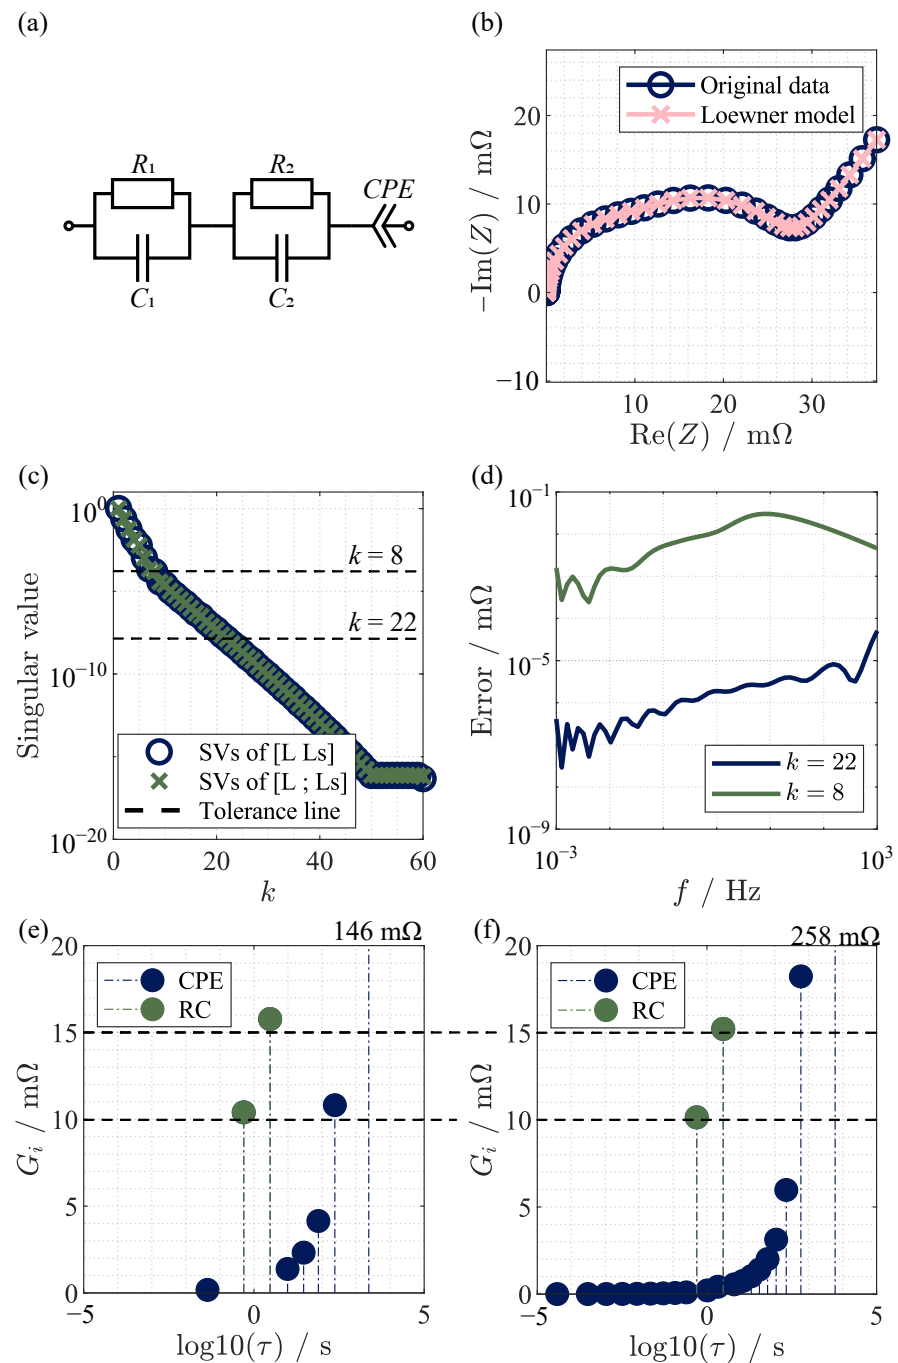 (a)
R₁
R₂
CPE
C₁
C₂
(b)
Original data
Loewner model
−Im(Z) / mΩ
20
10
0
−10
10
20
30
Re(Z) / mΩ
(c)
Singular value
10⁰
10⁻¹⁰
10⁻²⁰
k = 8
k = 22
SVs of [L Ls]
SVs of [L ; Ls]
Tolerance line
0
20
40
60
k
(d)
Error / mΩ
10⁻¹
10⁻⁵
10⁻⁹
k = 22
k = 8
10⁻³
10³
f / Hz
(e)
146 mΩ
CPE
RC
Gᵢ / mΩ
20
15
10
5
0
−5
0
5
log10(τ) / s
(f)
258 mΩ
CPE
RC
Gᵢ / mΩ
20
15
10
5
0
−5
0
5
log10(τ) / s